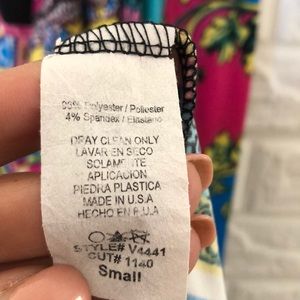 96% Polyester / Poliester
4% Spandex / Elastano
DRAY CLEAN ONLY
LAVAR EN SECO
SOLAMENTE
APLICACION
PIEDRA PLASTICA
MADE IN U.S.A
HECHO EN E.U.A
STYLE# V4441
CUT# 1140
Small